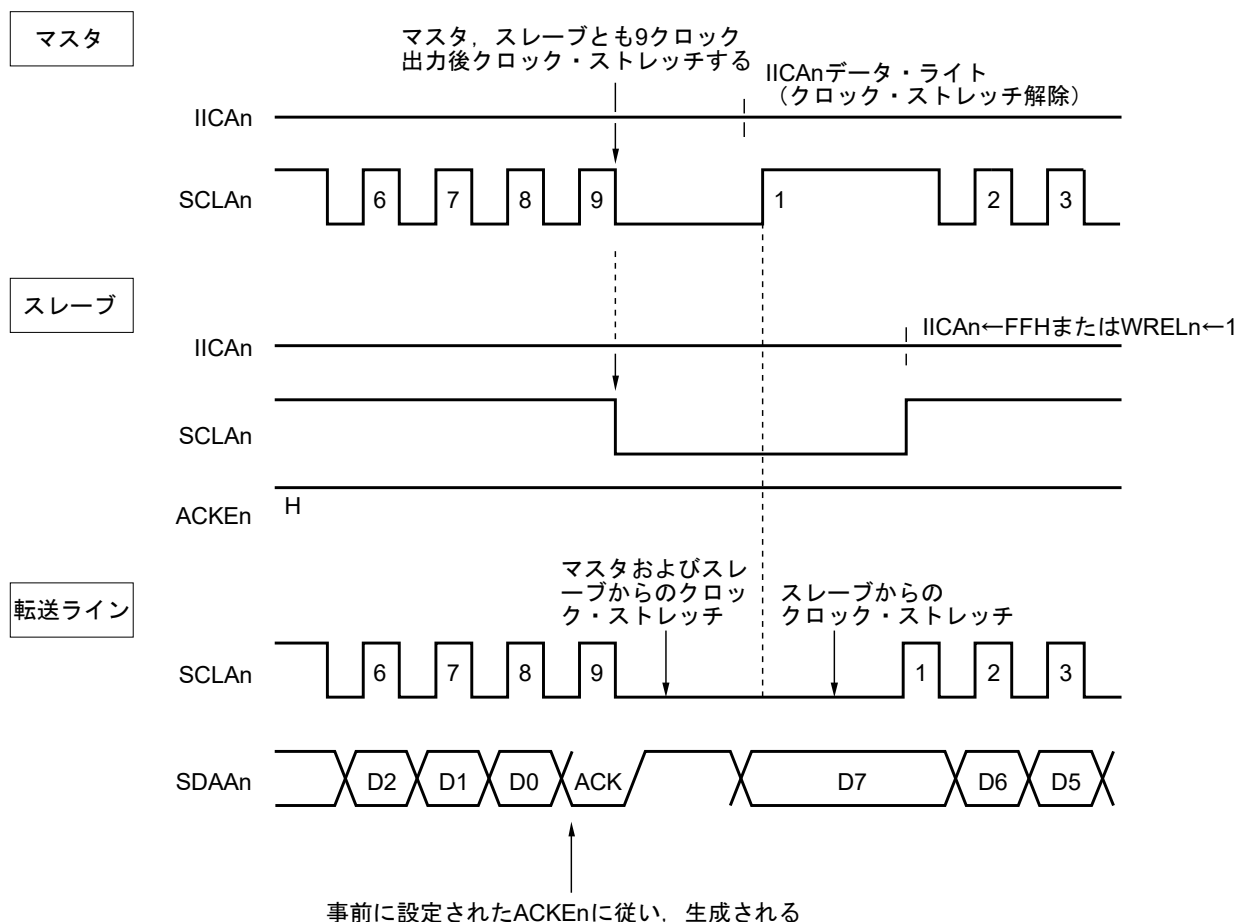 マスタ
マスタ，スレーブとも9クロック
出力後クロック・ストレッチする
IICAnデータ・ライト
（クロック・ストレッチ解除）
IICAn
SCLAn
6 7 8 9 1 2 3
スレーブ
IICAn←FFHまたはWRELn←1
IICAn
SCLAn
H
ACKEn
マスタおよびスレ
ーブからのクロッ
ク・ストレッチ
スレーブからの
クロック・ストレッチ
転送ライン
SCLAn
6 7 8 9 1 2 3
SDAAn
D2 D1 D0 ACK D7 D6 D5
事前に設定されたACKEnに従い，生成される